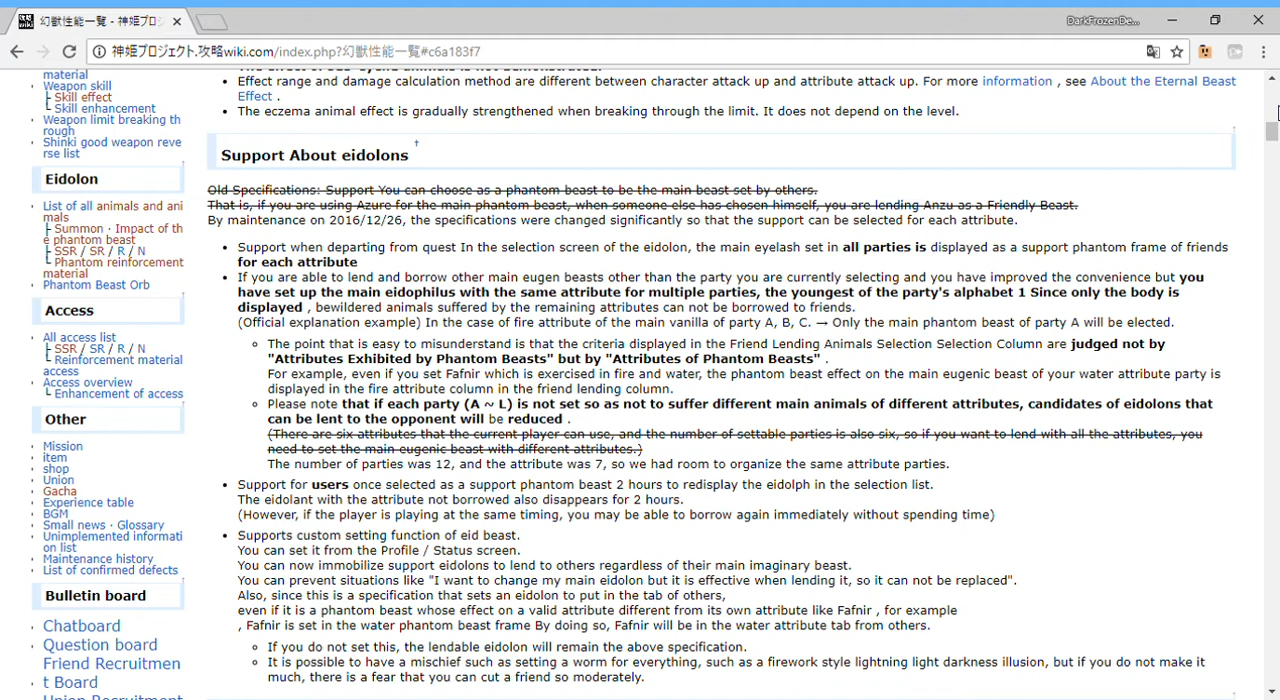 幻獣性能一覧 - 神姫プロジ
DarkFrozenDe...
神姫プロジェクト.攻略wiki.com/index.php?幻獣性能一覧#c6a183f7
material
Weapon skill
├ Skill effect
└ Skill enhancement
Weapon limit breaking th
rough
Shinki good weapon reve
rse list
Eidolon
List of all animals and ani
mals
├ Summon · Impact of th
e phantom beast
├ SSR / SR / R / N
└ Phantom reinforcement
material
Phantom Beast Orb
Access
All access list
├ SSR / SR / R / N
└ Reinforcement material
access
Access overview
└ Enhancement of access
Other
Mission
item
shop
Union
Gacha
Experience table
BGM
Small news · Glossary
Unimplemented informati
on list
Maintenance history
List of confirmed defects
Bulletin board
Chatboard
Question board
Friend Recruitmen
t Board
Union Recruitment
Effect range and damage calculation method are different between character attack up and attribute attack up. For more information , see About the Eternal Beast
Effect .
The eczema animal effect is gradually strengthened when breaking through the limit. It does not depend on the level.
Support About eidolons †
Old Specifications: Support You can choose as a phantom beast to be the main beast set by others.
That is, if you are using Azure for the main phantom beast, when someone else has chosen himself, you are lending Anzu as a Friendly Beast.
By maintenance on 2016/12/26, the specifications were changed significantly so that the support can be selected for each attribute.
Support when departing from quest In the selection screen of the eidolon, the main eyelash set in all parties is displayed as a support phantom frame of friends
for each attribute
If you are able to lend and borrow other main eugen beasts other than the party you are currently selecting and you have improved the convenience but you
have set up the main eidophilus with the same attribute for multiple parties, the youngest of the party's alphabet 1 Since only the body is
displayed , bewildered animals suffered by the remaining attributes can not be borrowed to friends.
(Official explanation example) In the case of fire attribute of the main vanilla of party A, B, C. → Only the main phantom beast of party A will be elected.
The point that is easy to misunderstand is that the criteria displayed in the Friend Lending Animals Selection Selection Column are judged not by
"Attributes Exhibited by Phantom Beasts" but by "Attributes of Phantom Beasts" .
For example, even if you set Fafnir which is exercised in fire and water, the phantom beast effect on the main eugenic beast of your water attribute party is
displayed in the fire attribute column in the friend lending column.
Please note that if each party (A ~ L) is not set so as not to suffer different main animals of different attributes, candidates of eidolons that
can be lent to the opponent will be reduced .
(There are six attributes that the current player can use, and the number of settable parties is also six, so if you want to lend with all the attributes, you
need to set the main eugenic beast with different attributes.)
The number of parties was 12, and the attribute was 7, so we had room to organize the same attribute parties.
Support for users once selected as a support phantom beast 2 hours to redisplay the eidolph in the selection list.
The eidolant with the attribute not borrowed also disappears for 2 hours.
(However, if the player is playing at the same timing, you may be able to borrow again immediately without spending time)
Supports custom setting function of eid beast.
You can set it from the Profile / Status screen.
You can now immobilize support eidolons to lend to others regardless of their main imaginary beast.
You can prevent situations like "I want to change my main eidolon but it is effective when lending it, so it can not be replaced".
Also, since this is a specification that sets an eidolon to put in the tab of others,
even if it is a phantom beast whose effect on a valid attribute different from its own attribute like Fafnir , for example
, Fafnir is set in the water phantom beast frame By doing so, Fafnir will be in the water attribute tab from others.
If you do not set this, the lendable eidolon will remain the above specification.
It is possible to have a mischief such as setting a worm for everything, such as a firework style lightning light darkness illusion, but if you do not make it
much, there is a fear that you can cut a friend so moderately.